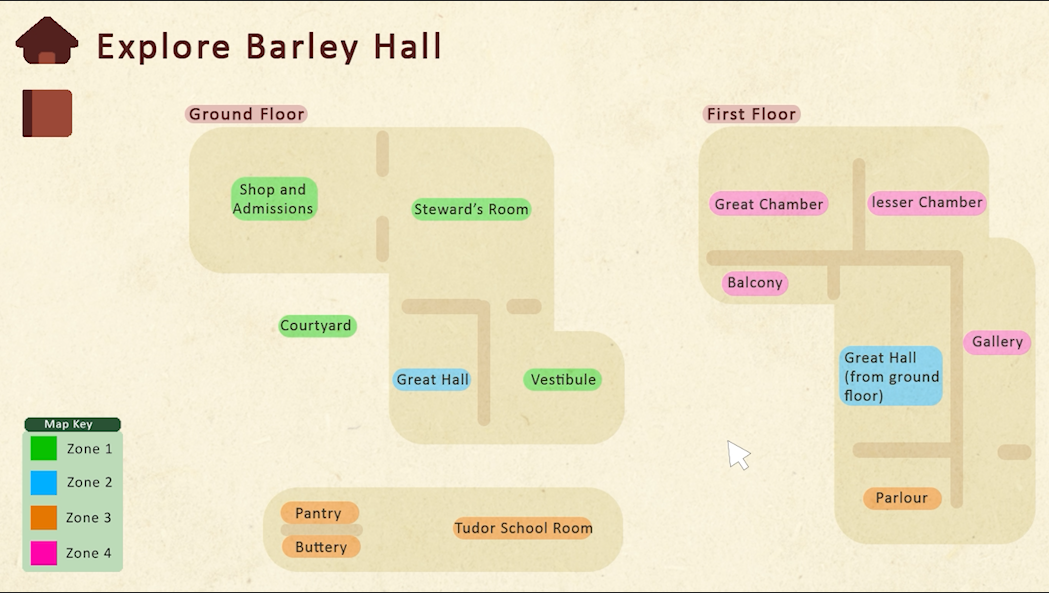 Explore Barley Hall
Ground Floor
Shop and
Admissions
Steward's Room
Courtyard
Great Hall
Vestibule
Pantry
Buttery
Tudor School Room
First Floor
Great Chamber
lesser Chamber
Balcony
Gallery
Great Hall
(from ground
floor)
Parlour
Map Key
Zone 1
Zone 2
Zone 3
Zone 4